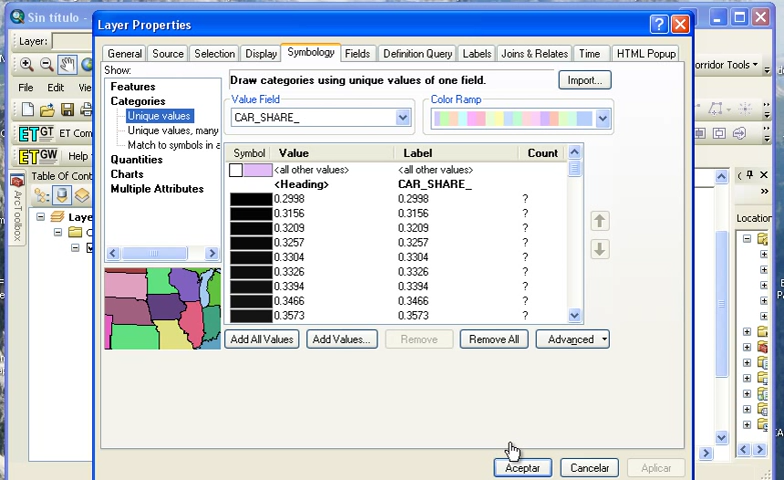 Sin título
Layer Properties
Layer:
File Edit
ET GT ET Com
ET GW Help
Table Of Con
Laye
ArcToolbox
General Source Selection Display Symbology Fields Definition Query Labels Joins & Relates Time HTML Popup
Show:
Features
Categories
Unique values
Unique values, many
Match to symbols in a
Quantities
Charts
Multiple Attributes
Draw categories using unique values of one field.
Import...
Value Field
CAR_SHARE_
Color Ramp
Symbol Value Label Count
<all other values> <all other values>
<Heading> CAR_SHARE_
0.2998 0.2998 ?
0.3156 0.3156 ?
0.3209 0.3209 ?
0.3257 0.3257 ?
0.3304 0.3304 ?
0.3326 0.3326 ?
0.3394 0.3394 ?
0.3466 0.3466 ?
0.3573 0.3573 ?
Add All Values Add Values... Remove Remove All Advanced
Aceptar Cancelar Aplicar
orridor Tools
Location